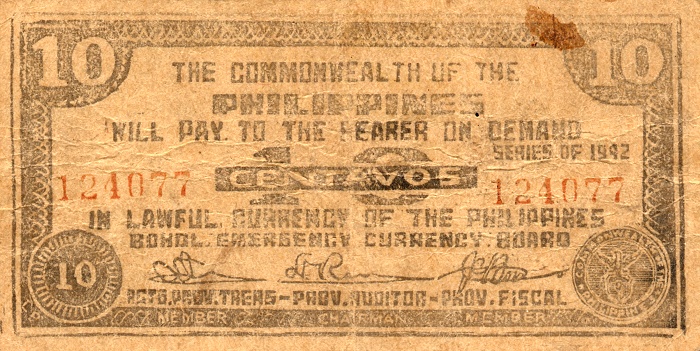 10 10
THE COMMONWEALTH OF THE
PHILIPPINES
WILL PAY TO THE BEARER ON DEMAND
SERIES OF 1942
10
124077 CENTAVOS 124077
IN LAWFUL CURRENCY OF THE PHILIPPINES
BOHOL EMERGENCY CURRENCY BOARD
10
ACTG. PROV. TREAS-PROV. AUDITOR-PROV. FISCAL
MEMBER CHAIRMAN MEMBER